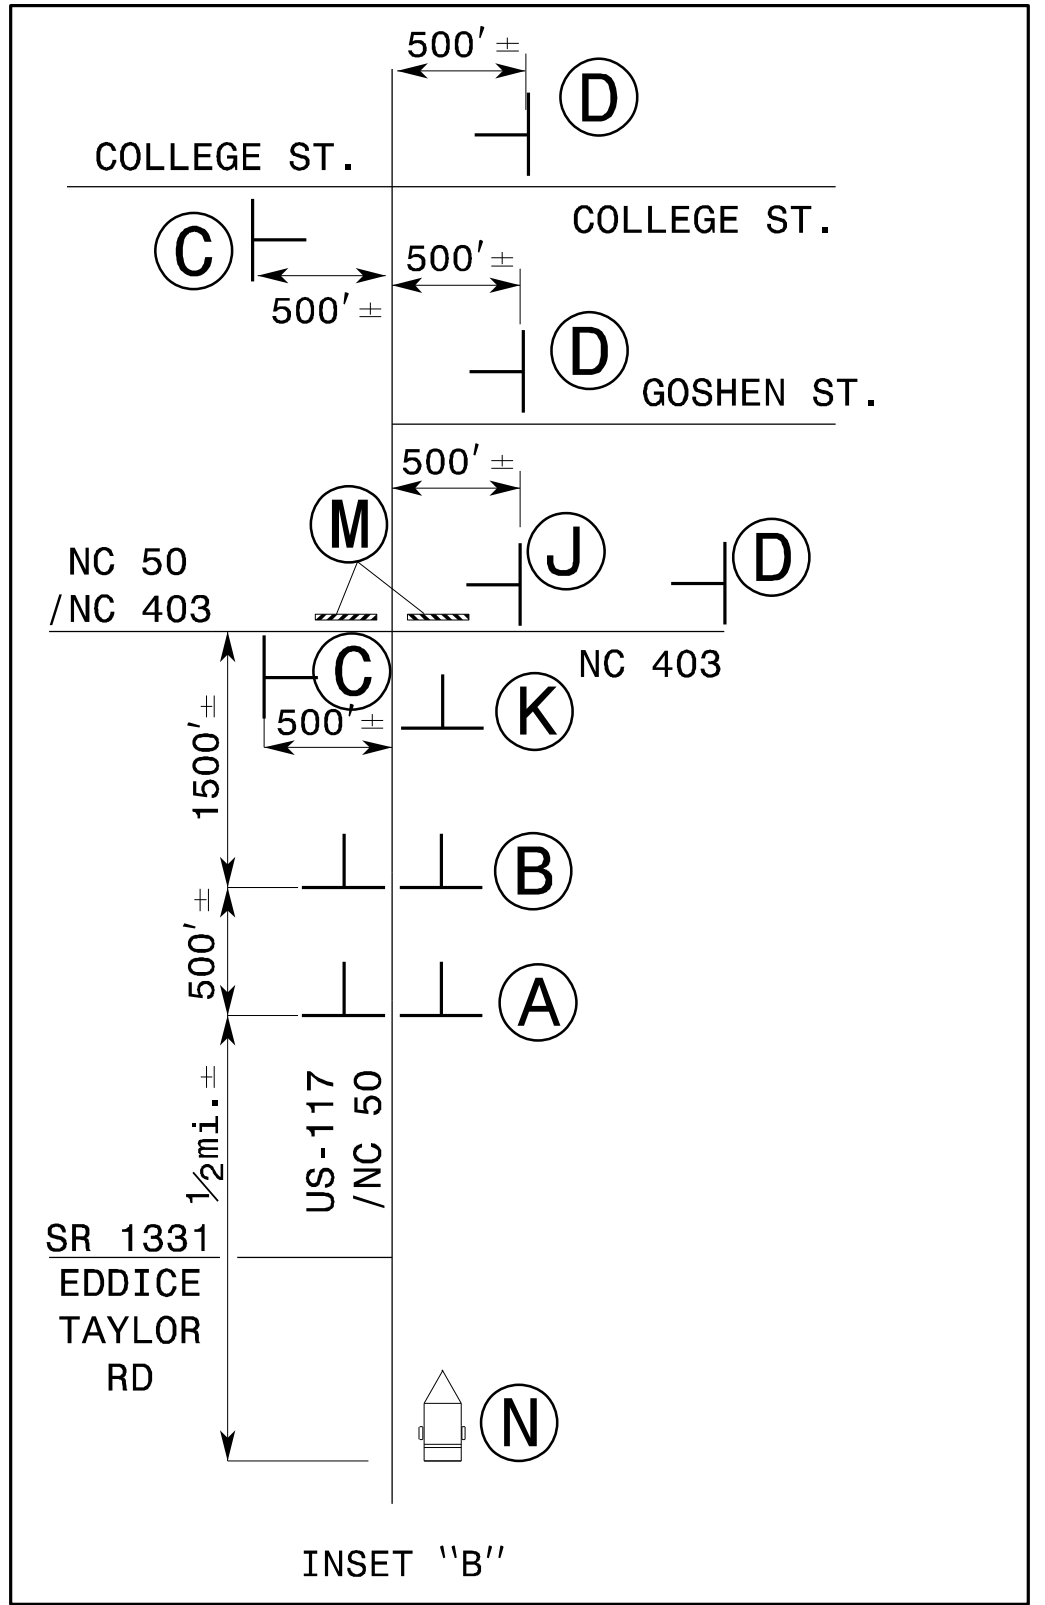 500'±
D
COLLEGE ST.
COLLEGE ST.
C
500'±
500'±
D
GOSHEN ST.
500'±
M
J
D
NC 50
/NC 403
C
NC 403
K
500'±
1500'±
B
500'±
A
1/2mi.±
US-117
/NC 50
SR 1331
EDDICE
TAYLOR
RD
N
INSET "B"